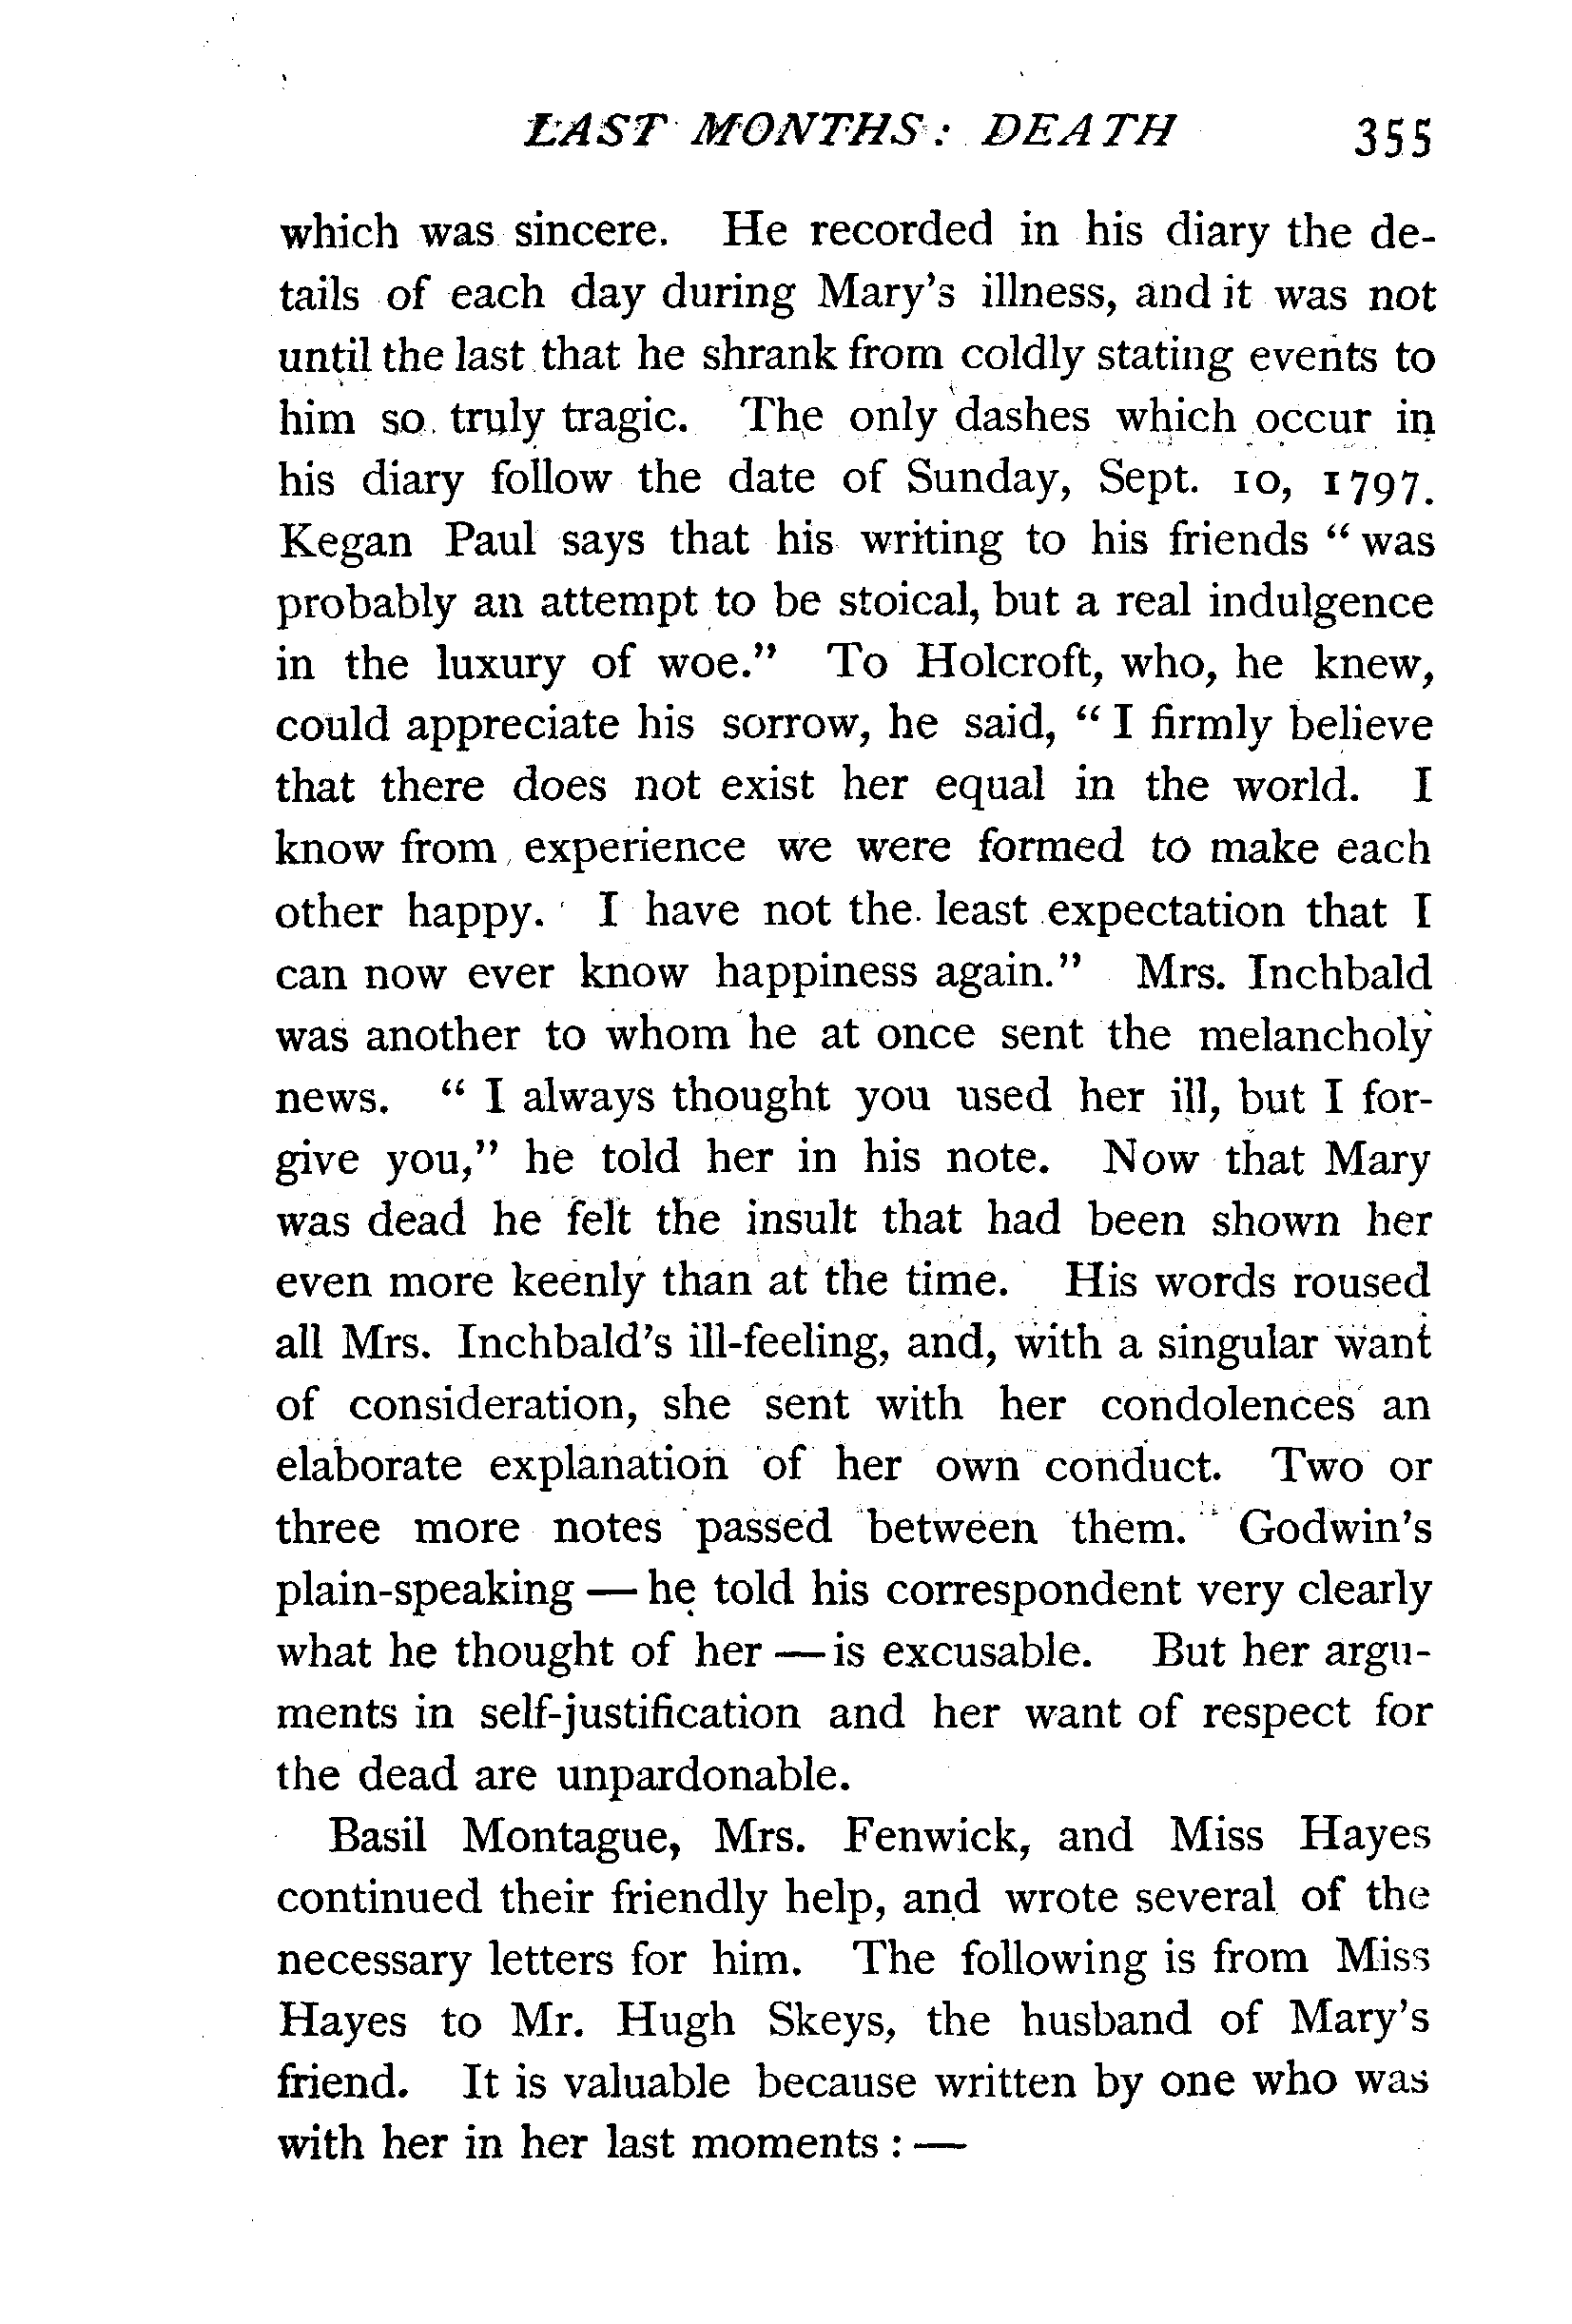 LAST MONTHS: DEATH 355
which was sincere. He recorded in his diary the de-
tails of each day during Mary's illness, and it was not
until the last that he shrank from coldly stating events to
him so truly tragic. The only dashes which occur in
his diary follow the date of Sunday, Sept. 10, 1797.
Kegan Paul says that his writing to his friends “was
probably an attempt to be stoical, but a real indulgence
in the luxury of woe.” To Holcroft, who, he knew,
could appreciate his sorrow, he said, “I firmly believe
that there does not exist her equal in the world. I
know from experience we were formed to make each
other happy. I have not the least expectation that I
can now ever know happiness again.” Mrs. Inchbald
was another to whom he at once sent the melancholy
news. “I always thought you used her ill, but I for-
give you,” he told her in his note. Now that Mary
was dead he felt the insult that had been shown her
even more keenly than at the time. His words roused
all Mrs. Inchbald's ill-feeling, and, with a singular want
of consideration, she sent with her condolences an
elaborate explanation of her own conduct. Two or
three more notes passed between them. Godwin's
plain-speaking — he told his correspondent very clearly
what he thought of her — is excusable. But her argu-
ments in self-justification and her want of respect for
the dead are unpardonable.
Basil Montague, Mrs. Fenwick, and Miss Hayes
continued their friendly help, and wrote several of the
necessary letters for him. The following is from Miss
Hayes to Mr. Hugh Skeys, the husband of Mary's
friend. It is valuable because written by one who was
with her in her last moments : —